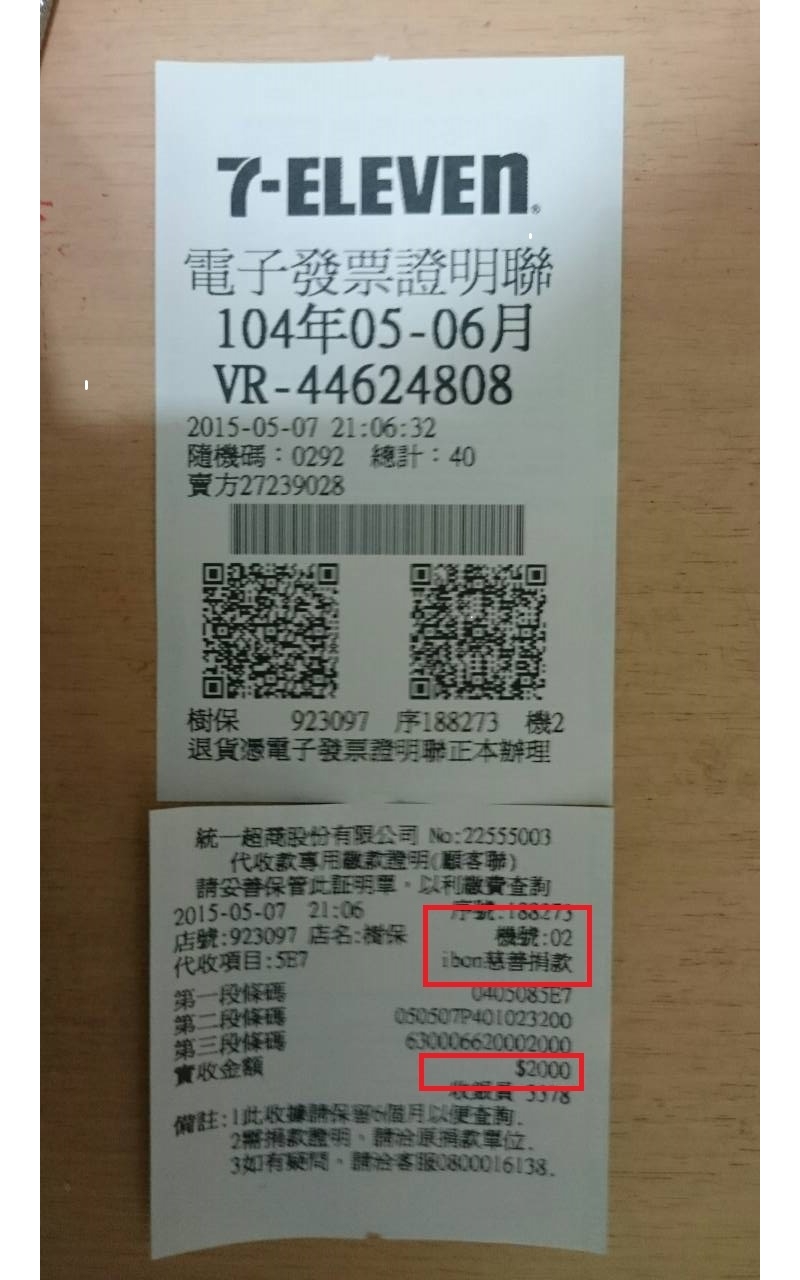 7-ELEVEN®
電子發票證明聯
104年05-06月
VR-44624808
2015-05-07 21:06:32
隨機碼：0292 總計：40
賣方27239028
樹保 923097 序188273 機2
退貨憑電子發票證明聯正本辦理
統一超商股份有限公司 No:22555003
代收款專用繳款證明(顧客聯)
請妥善保管此証明單，以利繳費查詢
2015-05-07 21:06 序號:188273
店號:923097 店名:樹保 機號:02
代收項目:5E7 ibon慈善捐款
第一段條碼 0405085E7
第二段條碼 050507P401023200
第三段條碼 630006620002000
實收金額 $2000
收銀員 3378
備註:1此收據請保留6個月以便查詢.
2需捐款證明，請洽原捐款單位.
3如有疑問，請洽客服0800016138.